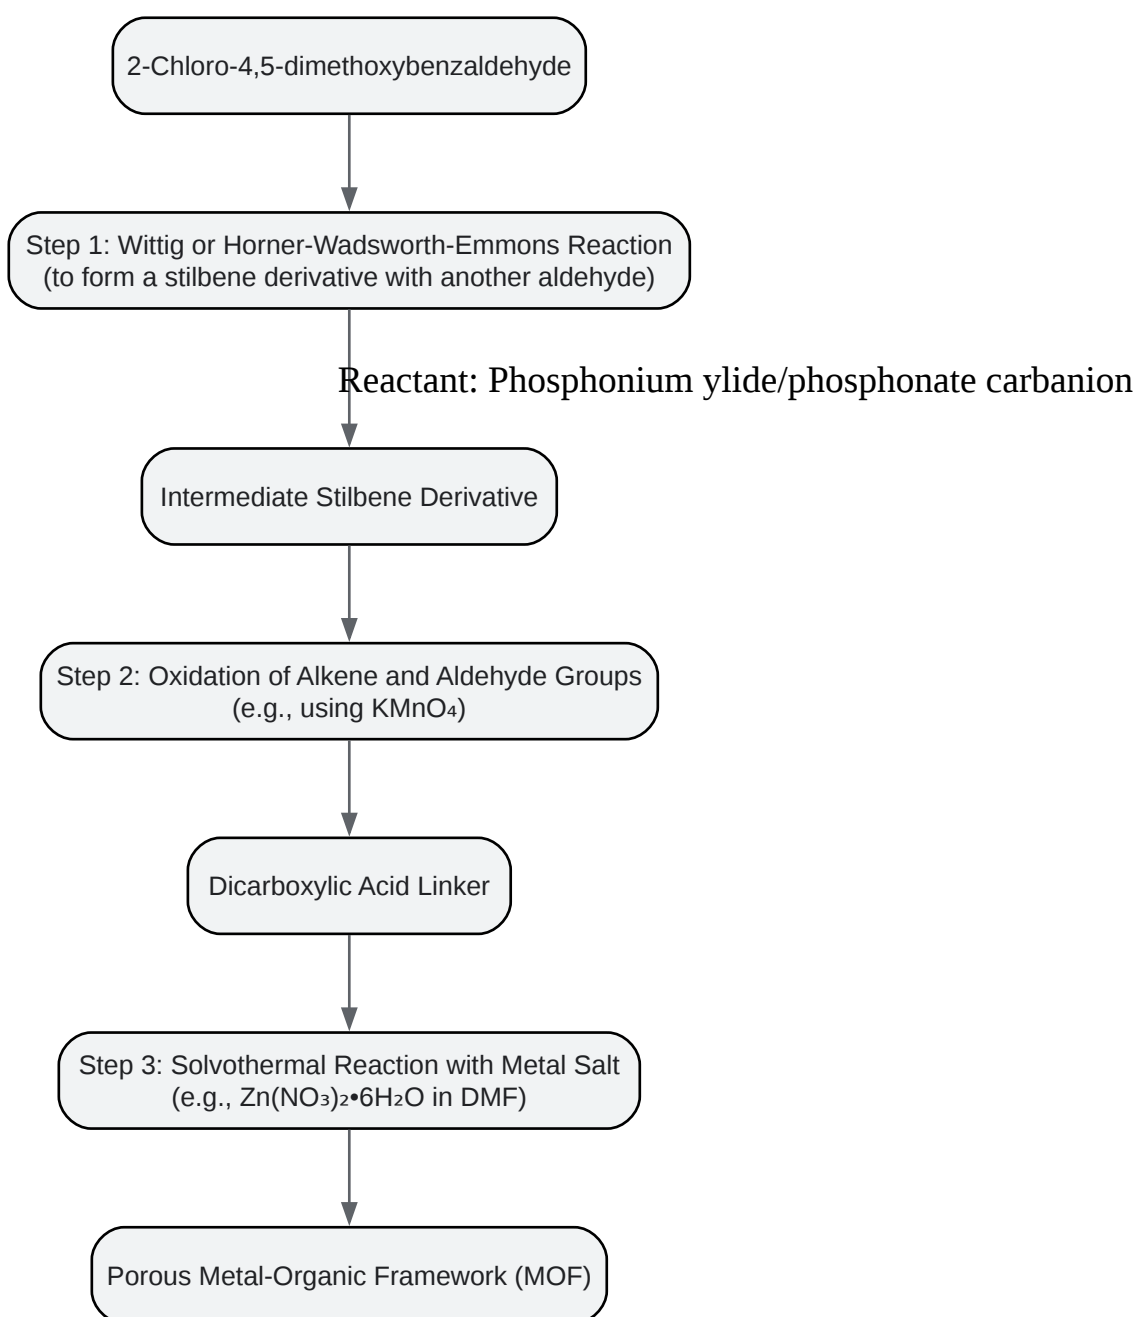 2-Chloro-4,5-dimethoxybenzaldehyde
Step 1: Wittig or Horner-Wadsworth-Emmons Reaction
(to form a stilbene derivative with another aldehyde)
Reactant: Phosphonium ylide/phosphonate carbanion
Intermediate Stilbene Derivative
Step 2: Oxidation of Alkene and Aldehyde Groups
(e.g., using KMnO₄)
Dicarboxylic Acid Linker
Step 3: Solvothermal Reaction with Metal Salt
(e.g., Zn(NO₃)₂•6H₂O in DMF)
Porous Metal-Organic Framework (MOF)